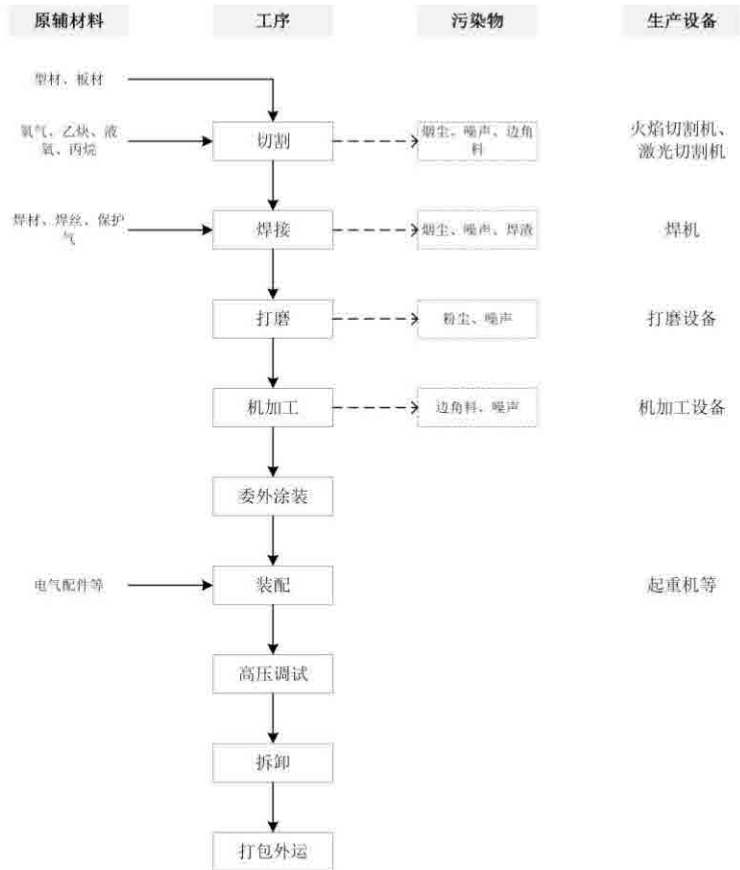 原辅材料
工序
污染物
生产设备
型材、板材
氧气、乙炔、液
氧、丙烷
切割
烟尘、噪声、边角
料
火焰切割机、
激光切割机
焊材、焊丝、保护
气
焊接
烟尘、噪声、焊渣
焊机
打磨
粉尘、噪声
打磨设备
机加工
边角料、噪声
机加工设备
委外涂装
电气配件等
装配
起重机等
高压调试
拆卸
打包外运